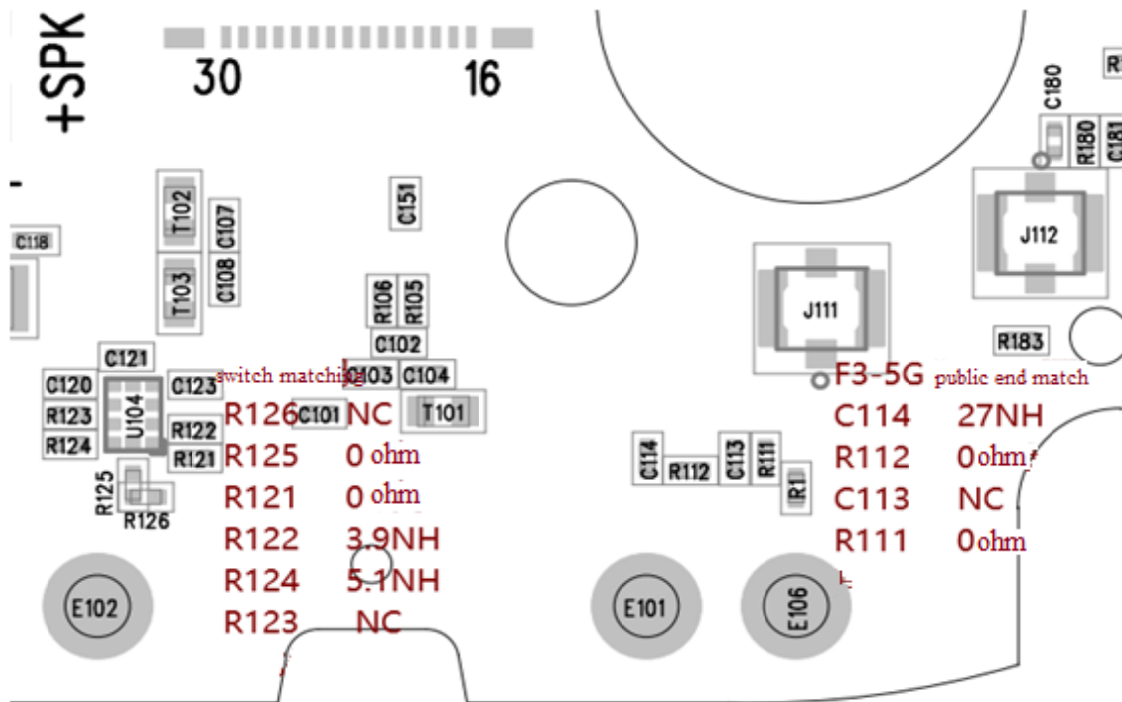 +SPK
30
16
C180
R180
C181
T102
C107
C151
C118
T103
C108
J112
R106
R105
J111
R183
C121
C102
C120
C123
switch matching
C103
C104
F3-5G public end match
R123
U104
R122
R126
C101
NC
T101
C114 27NH
R124
R121
R125 0 ohm
C114
R112
C113
R111
R112 0ohm
R125
R126
R121 0 ohm
R1
C113 NC
R122 3.9NH
R111 0ohm
R124 5.1NH
E102
E101
E106
R123 NC